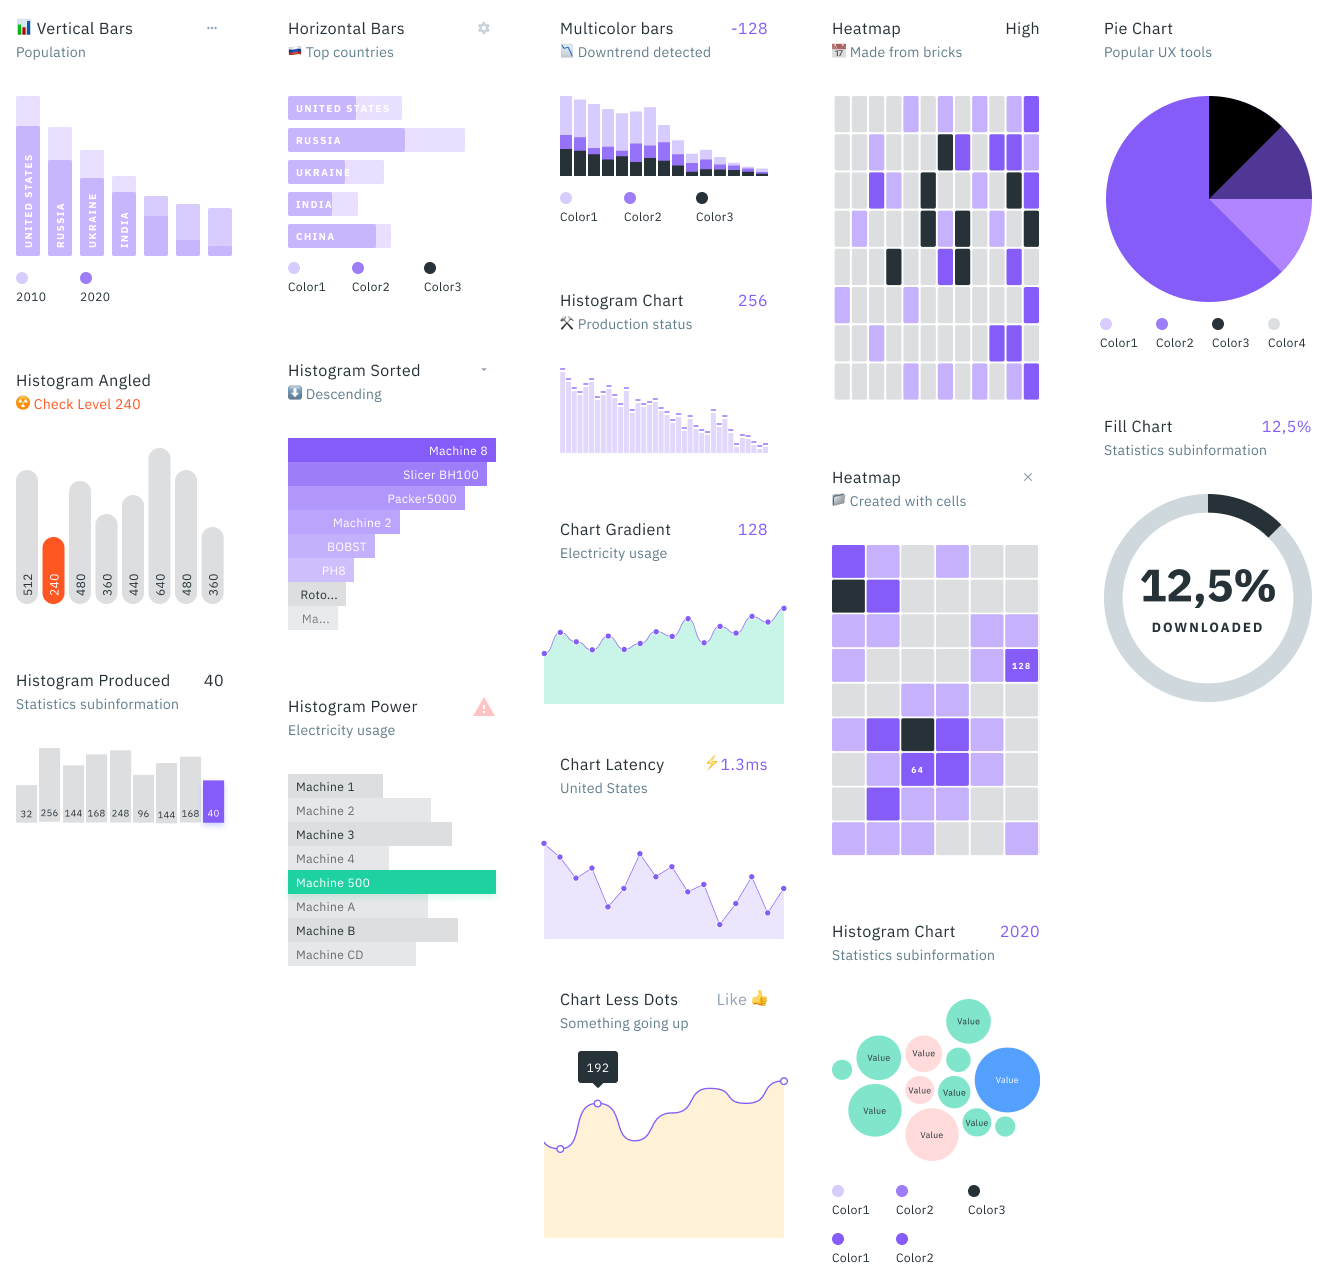 Vertical Bars
Population
UNITED STATES
RUSSIA
UKRAINE
INDIA
2010
2020
Histogram Angled
Check Level 240
512
240
480
360
440
640
480
360
Histogram Produced
40
Statistics subinformation
32
256
144
168
248
96
144
168
40
Horizontal Bars
Top countries
UNITED STATES
RUSSIA
UKRAINE
INDIA
CHINA
Color1
Color2
Color3
Histogram Sorted
Descending
Machine 8
Slicer BH100
Packer5000
Machine 2
BOBST
PH8
Roto...
Ma...
Histogram Power
Electricity usage
Machine 1
Machine 2
Machine 3
Machine 4
Machine 500
Machine A
Machine B
Machine CD
Multicolor bars
-128
Downtrend detected
Color1
Color2
Color3
Histogram Chart
256
Production status
Chart Gradient
128
Electricity usage
Chart Latency
⚡1.3ms
United States
Chart Less Dots
Like 👍
Something going up
192
Heatmap
High
Made from bricks
Heatmap
Created with cells
128
64
Histogram Chart
2020
Statistics subinformation
Value
Value
Value
Value
Value
Value
Value
Value
Value
Color1
Color2
Color3
Color1
Color2
Pie Chart
Popular UX tools
Color1
Color2
Color3
Color4
Fill Chart
12,5%
Statistics subinformation
12,5%
DOWNLOADED